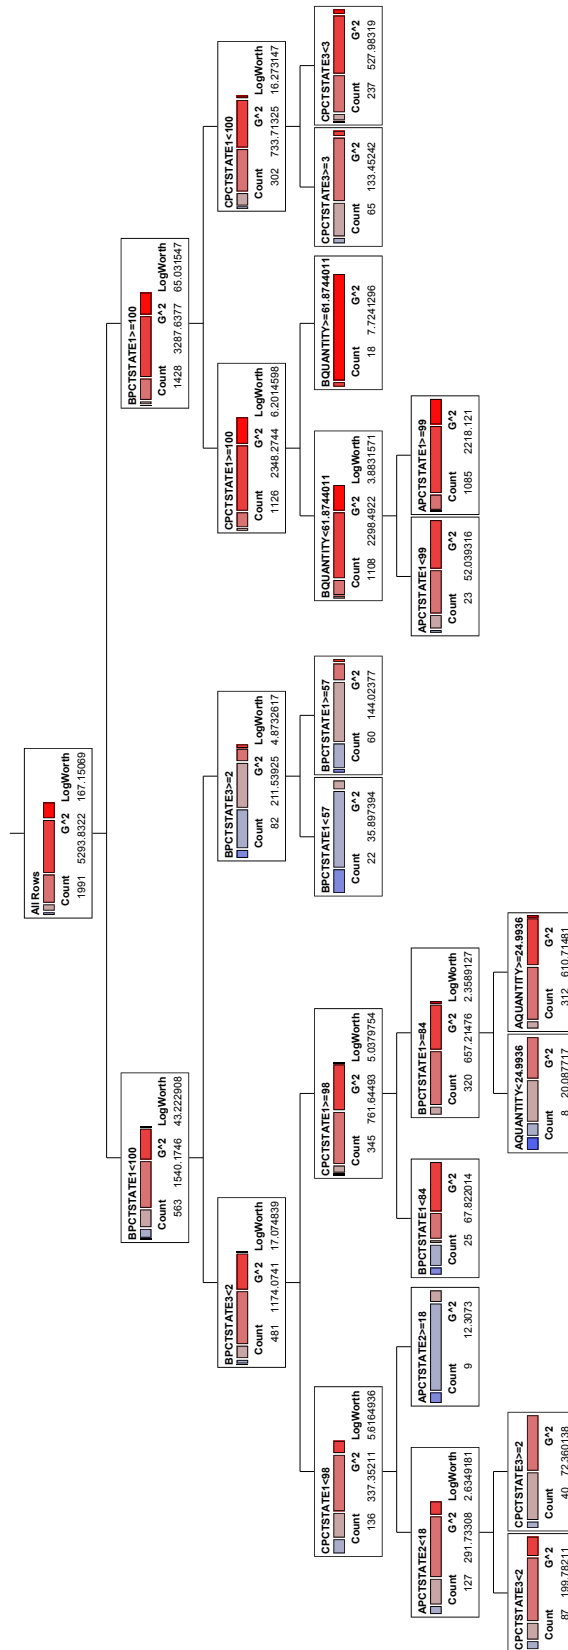 All Rows
Count G^2 LogWorth
1991 5293.8322 167.15069
BPCTSTATE1<100
Count G^2 LogWorth
563 1540.1746 43.222908
BPCTSTATE3<2
Count G^2 LogWorth
481 1174.0741 17.074839
CPCTSTATE1<98
Count G^2 LogWorth
136 337.35211 5.6164936
APCTSTATE2<18
Count G^2 LogWorth
127 291.73308 2.6349181
CPCTSTATE3<2
Count G^2
87 199.78211
CPCTSTATE3>=2
Count G^2
40 72.360138
APCTSTATE2>=18
Count G^2
9 12.3073
CPCTSTATE1>=98
Count G^2 LogWorth
345 761.64493 5.0379754
BPCTSTATE1<84
Count G^2
25 67.822014
BPCTSTATE1>=84
Count G^2 LogWorth
320 657.21476 2.3589127
AQUANTITY<24.9936
Count G^2
8 20.087717
AQUANTITY>=24.9936
Count G^2
312 610.71481
BPCTSTATE3>=2
Count G^2 LogWorth
82 211.53925 4.8732617
BPCTSTATE1<57
Count G^2
22 35.897394
BPCTSTATE1>=57
Count G^2
60 144.02377
BPCTSTATE1>=100
Count G^2 LogWorth
1428 3287.6377 65.031547
CPCTSTATE1>=100
Count G^2 LogWorth
1126 2348.2744 6.2014598
BQUANTITY<61.8744011
Count G^2 LogWorth
1108 2298.4922 3.8831571
APCTSTATE1<99
Count G^2
23 52.039316
APCTSTATE1>=99
Count G^2
1085 2218.121
BQUANTITY>=61.8744011
Count G^2
18 7.7241296
CPCTSTATE1<100
Count G^2 LogWorth
302 733.71325 16.273147
CPCTSTATE3>=3
Count G^2
65 133.45242
CPCTSTATE3<3
Count G^2
237 527.98319